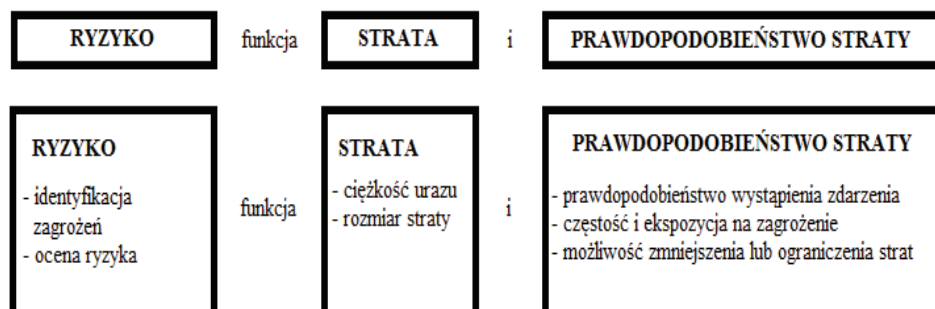 RYZYKO funkcja STRATA i PRAWDOPODOBIEŃSTWO STRATY
RYZYKO
- identyfikacja
zagrożeń
- ocena ryzyka
funkcja
STRATA
- ciężkość urazu
- rozmiar straty
i
PRAWDOPODOBIEŃSTWO STRATY
- prawdopodobieństwo wystąpienia zdarzenia
- częstość i ekspozycja na zagrożenie
- możliwość zmniejszenia lub ograniczenia strat